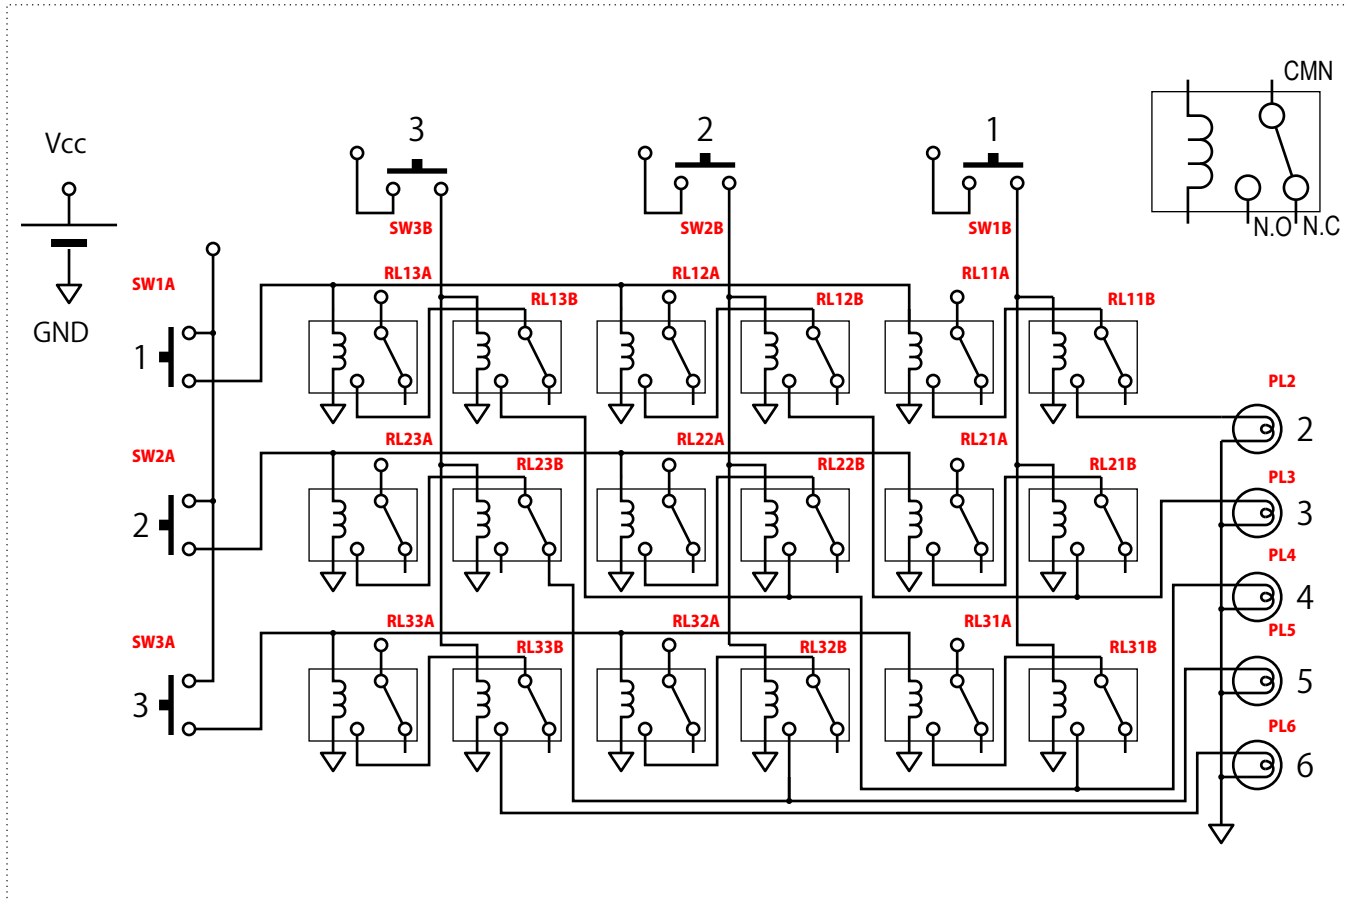 CMN
N.O
N.C
Vcc
GND
3
2
1
SW3B
SW2B
SW1B
SW1A
RL13A
RL12A
RL11A
RL13B
RL12B
RL11B
1
PL2
2
SW2A
RL23A
RL22A
RL21A
RL23B
RL22B
RL21B
2
PL3
3
PL4
4
SW3A
RL33A
RL32A
RL31A
RL33B
RL32B
RL31B
3
PL5
5
PL6
6